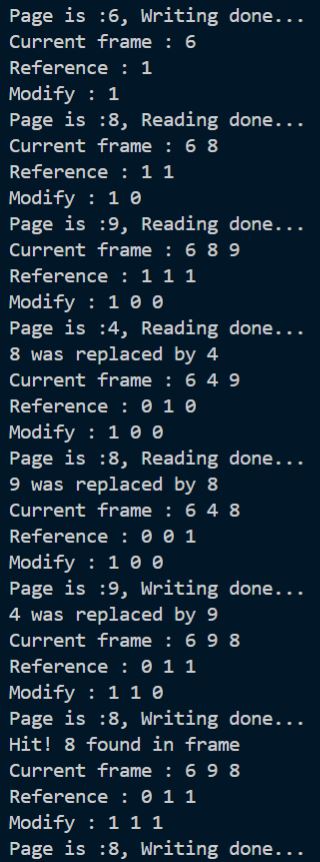 Page is :6, Writing done...
Current frame : 6
Reference : 1
Modify : 1
Page is :8, Reading done...
Current frame : 6 8
Reference : 1 1
Modify : 1 0
Page is :9, Reading done...
Current frame : 6 8 9
Reference : 1 1 1
Modify : 1 0 0
Page is :4, Reading done...
8 was replaced by 4
Current frame : 6 4 9
Reference : 0 1 0
Modify : 1 0 0
Page is :8, Reading done...
9 was replaced by 8
Current frame : 6 4 8
Reference : 0 0 1
Modify : 1 0 0
Page is :9, Writing done...
4 was replaced by 9
Current frame : 6 9 8
Reference : 0 1 1
Modify : 1 1 0
Page is :8, Writing done...
Hit! 8 found in frame
Current frame : 6 9 8
Reference : 0 1 1
Modify : 1 1 1
Page is :8, Writing done...